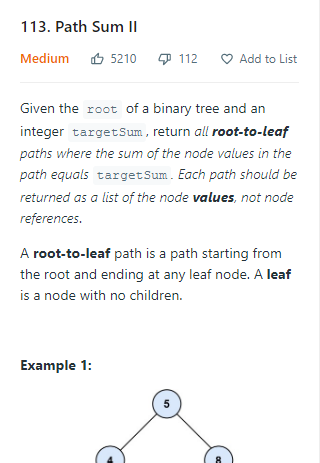 113. Path Sum II
Medium 5210 112 Add to List
Given the root of a binary tree and an
integer targetSum, return all root-to-leaf
paths where the sum of the node values in the
path equals targetSum. Each path should be
returned as a list of the node values, not node
references.
A root-to-leaf path is a path starting from
the root and ending at any leaf node. A leaf
is a node with no children.
Example 1:
5
4 8